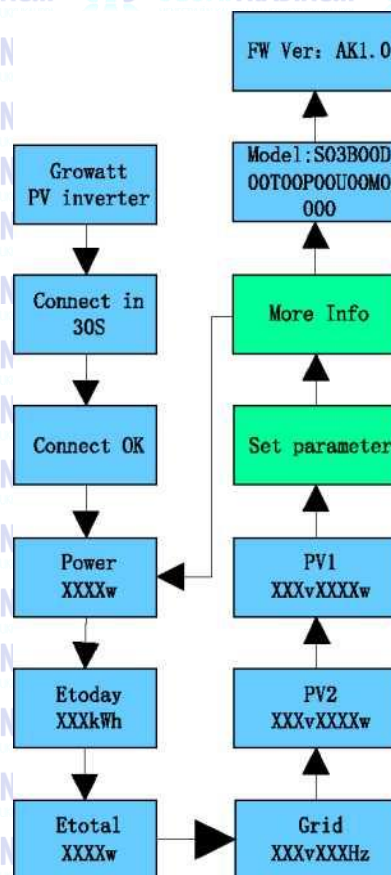 Growatt
PV inverter
Connect in
30S
Connect OK
Power
XXXXw
Etoday
XXXkWh
Etotal
XXXXw
Grid
XXXvXXXHz
PV2
XXXvXXXXw
PV1
XXXvXXXXw
Set parameter
More Info
Model:S03B00D
00T00P00U00M0
000
FW Ver: AK1.0